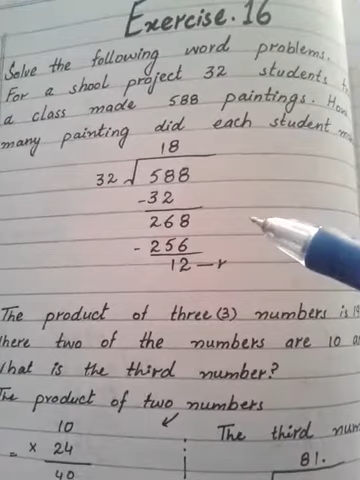 Exercise. 16
Solve the following word problems.
For a shool project 32 students
a class made 588 paintings. How
many painting did each student
18
32 √ 588
-32
268
- 256
12 — r
The product of three (3) numbers is
here two of the numbers are 10
What is the third number?
The product of two numbers
10
× 24
=
40
The third num
81.